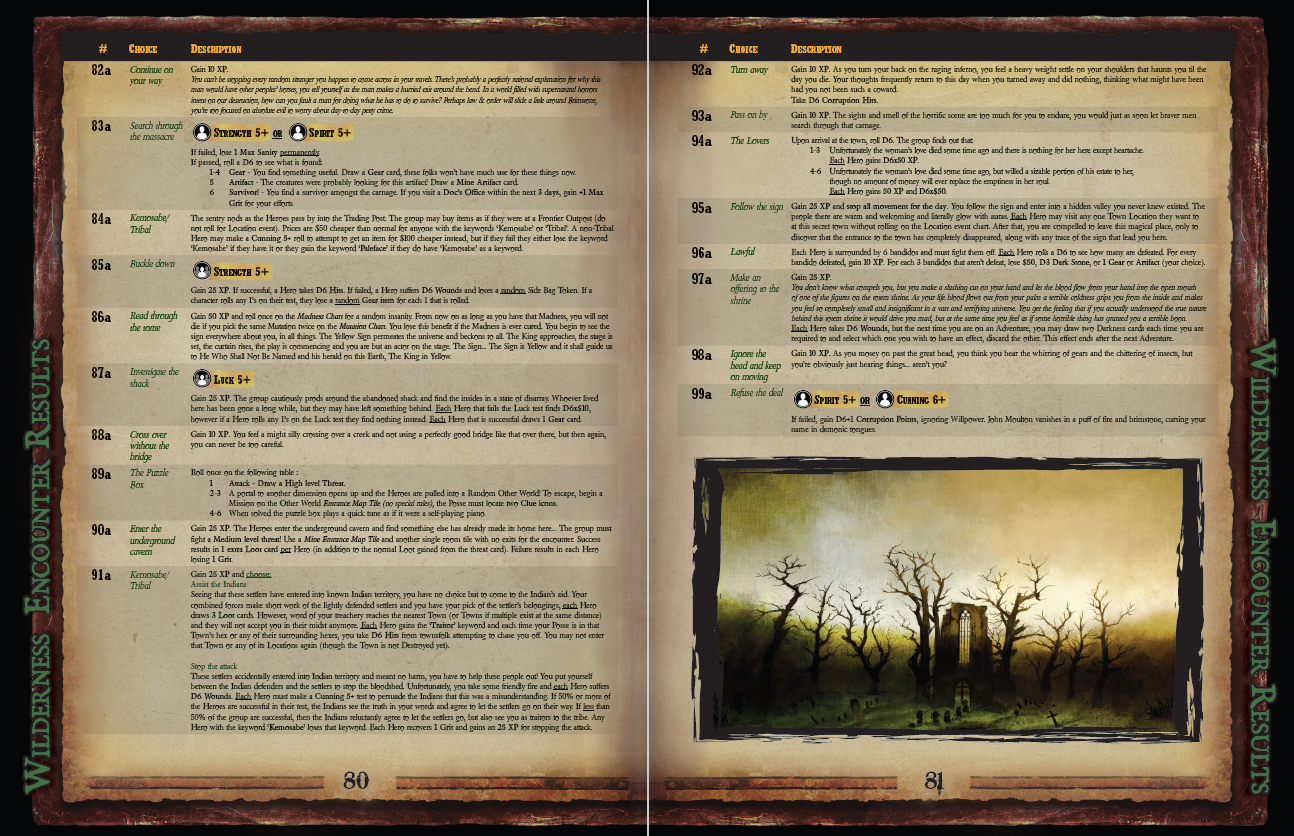 Wilderness Encounter Results
# Choice Description
82a Continue on your way
Gain 10 XP.
You can't be stopping every random stranger you happen to come across in your travels. There's probably a perfectly rational explanation for why this
man would have other peoples' horses, you tell yourself as the man makes a hurried exit around the bend. In a world filled with supernatural horrors
intent on our destruction, how can you fault a man for doing what he has to do to survive? Perhaps law & order will slide a little around Brimstone,
you're too focused on absolute evil to worry about day-to-day petty crime.
83a Search through the massacre
Strength 5+ or Spirit 5+
If failed, lose 1 Max Sanity permanently.
If passed, roll a D6 to see what is found:
1-4 Gear - You find something useful. Draw a Gear card, these folks won't have much use for these things now.
5 Artifact - The creatures were probably looking for this artifact! Draw a Mine Artifact card.
6 Survivor - You find a survivor amongst the carnage. If you visit a Doc's Office within the next 3 days, gain +1 Max
Grit for your efforts.
84a Kemosabe/ Tribal
The sentry nods as the Heroes pass by into the Trading Post. The group may buy items as if they were at a Frontier Outpost (do
not roll for Location event). Prices are $50 cheaper than normal for anyone with the keywords 'Kemosabe' or 'Tribal'. A non-Tribal
Hero may make a Cunning 5+ roll to attempt to get an item for $100 cheaper instead, but if they fail they either lose the keyword
'Kemosabe' if they have it or they gain the keyword 'Paleface' if they do have 'Kemosabe' as a keyword.
85a Buckle down
Strength 5+
Gain 25 XP. If successful, a Hero takes D6 Hits. If failed, a Hero suffers D6 Wounds and loses a random Side Bag Token. If a
character rolls any 1's on their test, they lose a random Gear item for each 1 that is rolled.
86a Read through the tome
Gain 50 XP and roll once on the Madness Chart for a random insanity. From now on as long as you have that Madness, you will not
die if you pick the same Mutation twice on the Mutation Chart. You lose this benefit if the Madness is ever cured. You begin to see the
sign everywhere about you, in all things. The Yellow Sign permeates the universe and beckons to all. The King approaches, the stage is
set, the curtain rises, the play is commencing and you are but an actor on the stage. The Sign... The Sign is Yellow and it shall guide us
to He Who Shall Not Be Named and his herald on this Earth, The King in Yellow.
87a Investigate the shack
Luck 5+
Gain 25 XP. The group cautiously prods around the abandoned shack and find the insides in a state of disarray. Whoever lived
here has been gone a long while, but they may have left something behind. Each Hero that fails the Luck test finds D6x$10,
however if a Hero rolls any 1's on the Luck test they find nothing instead. Each Hero that is successful draws 1 Gear card.
88a Cross over without the bridge
Gain 10 XP. You feel a might silly crossing over a creek and not using a perfectly good bridge like that over there, but then again,
you can never be too careful.
89a The Puzzle Box
Roll once on the following table :
1 Attack - Draw a High level Threat.
2-3 A portal to another dimension opens up and the Heroes are pulled into a Random Other World! To escape, begin a
Mission on the Other World Entrance Map Tile (no special rules), the Posse must locate two Clue icons.
4-6 When solved the puzzle box plays a quick tune as if it were a self-playing piano.
90a Enter the underground cavern
Gain 25 XP. The Heroes enter the underground cavern and find something else has already made its home here... The group must
fight a Medium level threat! Use a Mine Entrance Map Tile and another single room tile with no exits for the encounter. Success
results in 1 extra Loot card per Hero (in addition to the normal Loot gained from the threat card). Failure results in each Hero
losing 1 Grit.
91a Kemosabe/ Tribal
Gain 25 XP and choose:
Assist the Indians
Seeing that these settlers have entered into known Indian territory, you have no choice but to come to the Indian's aid. Your
combined forces make short work of the lightly defended settlers and you have your pick of the settler's belongings, each Hero
draws 3 Loot cards. However, word of your treachery reaches the nearest Town (or Towns if multiple exist at the same distance)
and they will not accept you in their midst anymore. Each Hero gains the 'Traitor' keyword and each time your Posse is in that
Town's hex or any of their surrounding hexes, you take D6 Hits from townsfolk attempting to chase you off. You may not enter
that Town or any of its Locations again (though the Town is not Destroyed yet).
Stop the attack
These settlers accidentally entered into Indian territory and meant no harm, you have to help these people out! You put yourself
between the Indian defenders and the settlers to stop the bloodshed. Unfortunately, you take some friendly fire and each Hero suffers
D6 Wounds. Each Hero must make a Cunning 5+ test to persuade the Indians that this was a misunderstanding. If 50% or more of
the Heroes are successful in their test, the Indians see the truth in your words and agree to let the settlers go on their way. If less than
50% of the group are successful, then the Indians reluctantly agree to let the settlers go, but also see you as traitors to the tribe. Any
Hero with the keyword 'Kemosabe' loses that keyword. Each Hero recovers 1 Grit and gains an 25 XP for stopping the attack.
80
# Choice Description
92a Turn away
Gain 10 XP. As you turn your back on the raging inferno, you feel a heavy weight settle on your shoulders that haunts you til the
day you die. Your thoughts frequently return to this day when you turned away and did nothing, thinking what might have been
had you not been such a coward.
Take D6 Corruption Hits.
93a Pass on by
Gain 10 XP. The sights and smell of the horrific scene are too much for you to endure, you would just as soon let braver men
search through that carnage.
94a The Lovers
Upon arrival at the town, roll D6. The group finds out that:
1-3 Unfortunately the woman's love died some time ago and there is nothing for her here except heartache.
Each Hero gains D6x50 XP.
4-6 Unfortunately the woman's love died some time ago, but willed a sizable portion of his estate to her,
though no amount of money will ever replace the emptiness in her soul.
Each Hero gains 50 XP and D6x$50.
95a Follow the sign
Gain 25 XP and stop all movement for the day. You follow the sign and enter into a hidden valley you never knew existed. The
people there are warm and welcoming and literally glow with auras. Each Hero may visit any one Town Location they want to
at this secret town without rolling on the Location event chart. After that, you are compelled to leave this magical place, only to
discover that the entrance to the town has completely disappeared, along with any trace of the sign that lead you here.
96a Lawful
Each Hero is surrounded by 6 bandidos and must fight them off. Each Hero rolls a D6 to see how many are defeated. For every
bandido defeated, gain 10 XP. For each 3 bandidos that aren't defeat, lose $50, D3 Dark Stone, or 1 Gear or Artifact (your choice).
97a Make an offering to the shrine
Gain 25 XP.
You don't know what compels you, but you make a slashing cut on your hand and let the blood flow from your hand into the open mouth
of one of the figures on the totem shrine. As your life blood flows out from your palm a terrible coldness grips you from the inside and makes
you feel so completely small and insignificant in a vast and terrifying universe. You get the feeling that if you actually understood the true nature
behind this totem shrine it would drive you mad, but at the same time you feel as if some horrible thing has granted you a terrible boon.
Each Hero takes D6 Wounds, but the next time you are on an Adventure, you may draw two Darkness cards each time you are
required to and select which one you wish to have an effect, discard the other. This effect ends after the next Adventure.
98a Ignore the head and keep on moving
Gain 10 XP. As you mosey on past the great head, you think you hear the whirring of gears and the chittering of insects, but
you're obviously just hearing things... aren't you?
99a Refuse the deal
Spirit 5+ or Cunning 6+
If failed, gain D6+1 Corruption Points, ignoring Willpower. John Moulton vanishes in a puff of fire and brimstone, cursing your
name in demonic tongues.
81
Wilderness Encounter Results